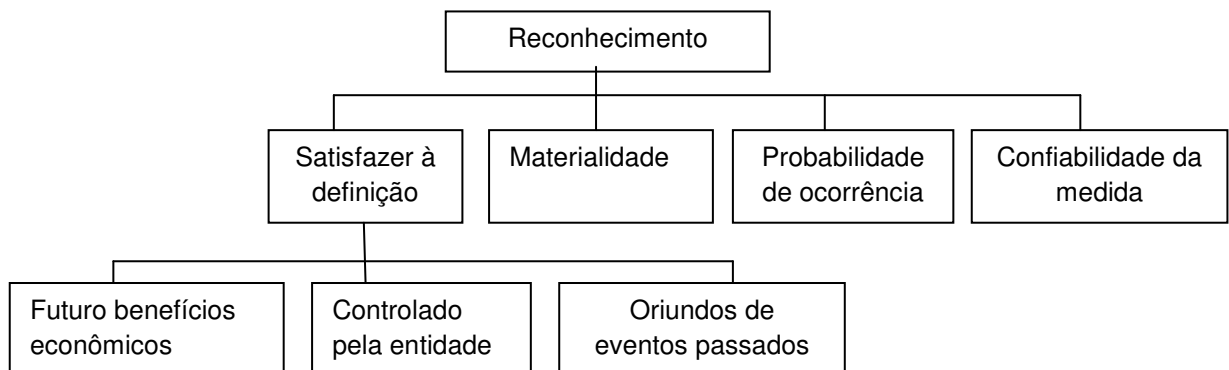 Reconhecimento
Satisfazer à
definição
Materialidade
Probabilidade
de ocorrência
Confiabilidade da
medida
Futuro benefícios
econômicos
Controlado
pela entidade
Oriundos de
eventos passados